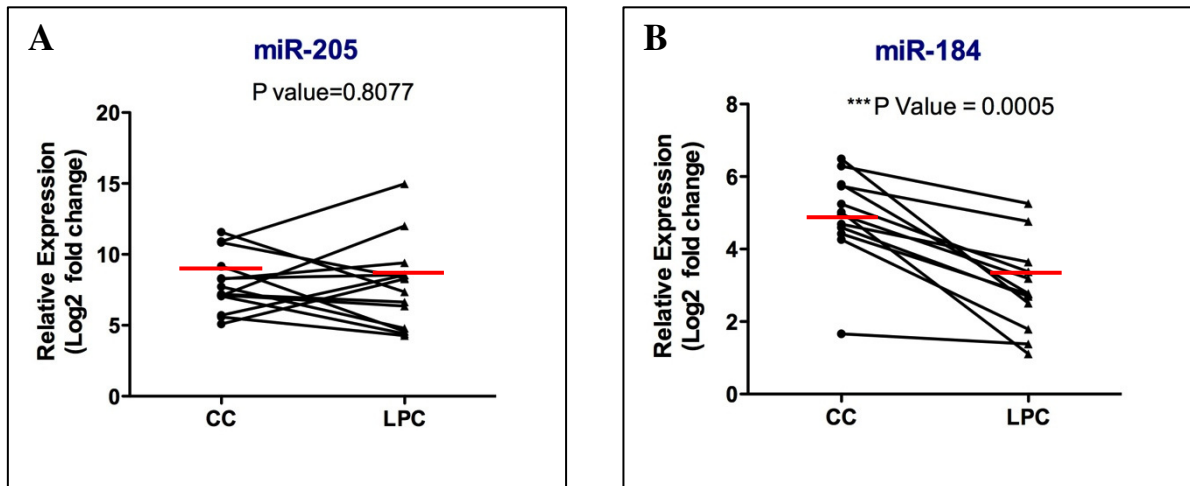 A
miR-205
P value=0.8077
20
15
10
5
0
Relative Expression
(Log2 fold change)
CC
LPC
B
miR-184
***P Value = 0.0005
8
6
4
2
0
Relative Expression
(Log2 fold change)
CC
LPC